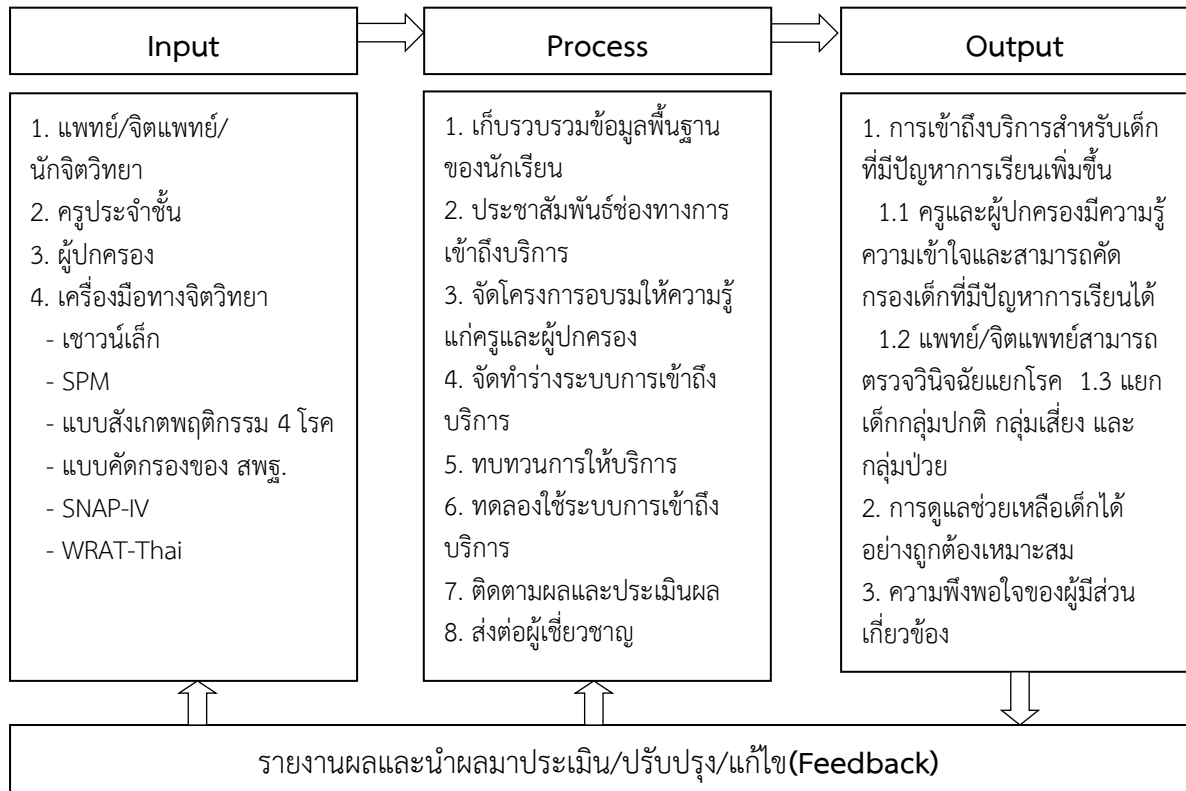 Input
Process
Output
1. แพทย์/จิตแพทย์/
นักจิตวิทยา
2. ครูประจำชั้น
3. ผู้ปกครอง
4. เครื่องมือทางจิตวิทยา
- เชาวน์เล็ก
- SPM
- แบบสังเกตพฤติกรรม 4 โรค
- แบบคัดกรองของ สพฐ.
- SNAP-IV
- WRAT-Thai
1. เก็บรวบรวมข้อมูลพื้นฐาน
ของนักเรียน
2. ประชาสัมพันธ์ช่องทางการ
เข้าถึงบริการ
3. จัดโครงการอบรมให้ความรู้
แก่ครูและผู้ปกครอง
4. จัดทำร่างระบบการเข้าถึง
บริการ
5. ทบทวนการให้บริการ
6. ทดลองใช้ระบบการเข้าถึง
บริการ
7. ติดตามผลและประเมินผล
8. ส่งต่อผู้เชี่ยวชาญ
1. การเข้าถึงบริการสำหรับเด็ก
ที่มีปัญหาการเรียนเพิ่มขึ้น
1.1 ครูและผู้ปกครองมีความรู้
ความเข้าใจและสามารถคัด
กรองเด็กที่มีปัญหาการเรียนได้
1.2 แพทย์/จิตแพทย์สามารถ
ตรวจวินิจฉัยแยกโรค 1.3 แยก
เด็กกลุ่มปกติ กลุ่มเสี่ยง และ
กลุ่มป่วย
2. การดูแลช่วยเหลือเด็กได้
อย่างถูกต้องเหมาะสม
3. ความพึงพอใจของผู้มีส่วน
เกี่ยวข้อง
รายงานผลและนำผลมาประเมิน/ปรับปรุง/แก้ไข(Feedback)